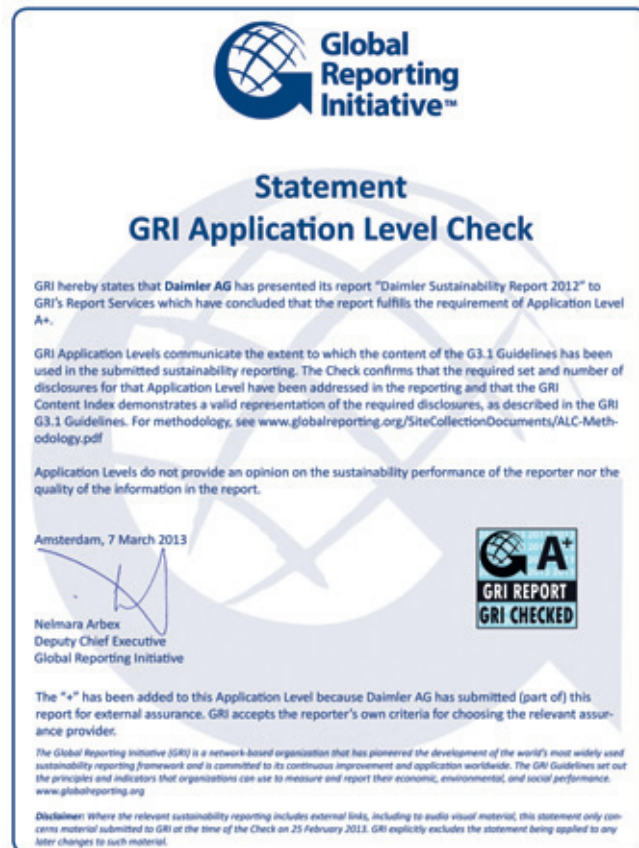 Global
Reporting
Initiative™
Statement
GRI Application Level Check
GRI hereby states that Daimler AG has presented its report “Daimler Sustainability Report 2012” to
GRI’s Report Services which have concluded that the report fulfills the requirement of Application Level
A+.
GRI Application Levels communicate the extent to which the content of the G3.1 Guidelines has been
used in the submitted sustainability reporting. The Check confirms that the required set and number of
disclosures for that Application Level have been addressed in the reporting and that the GRI
Content Index demonstrates a valid representation of the required disclosures, as described in the GRI
G3.1 Guidelines. For methodology, see www.globalreporting.org/SiteCollectionDocuments/ALC-Meth-
odology.pdf
Application Levels do not provide an opinion on the sustainability performance of the reporter nor the
quality of the information in the report.
Amsterdam, 7 March 2013
A+
GRI REPORT
GRI CHECKED
Nelmara Arbex
Deputy Chief Executive
Global Reporting Initiative
The “+” has been added to this Application Level because Daimler AG has submitted (part of) this
report for external assurance. GRI accepts the reporter’s own criteria for choosing the relevant assur-
ance provider.
The Global Reporting Initiative (GRI) is a network-based organization that has pioneered the development of the world’s most widely used
sustainability reporting framework and is committed to its continuous improvement and application worldwide. The GRI Guidelines set out
the principles and indicators that organizations can use to measure and report their economic, environmental, and social performance.
www.globalreporting.org
Disclaimer: Where the relevant sustainability reporting includes external links, including to audio visual material, this statement only con-
cerns material submitted to GRI at the time of the Check on 25 February 2013. GRI explicitly excludes the statement being applied to any
later changes to such material.